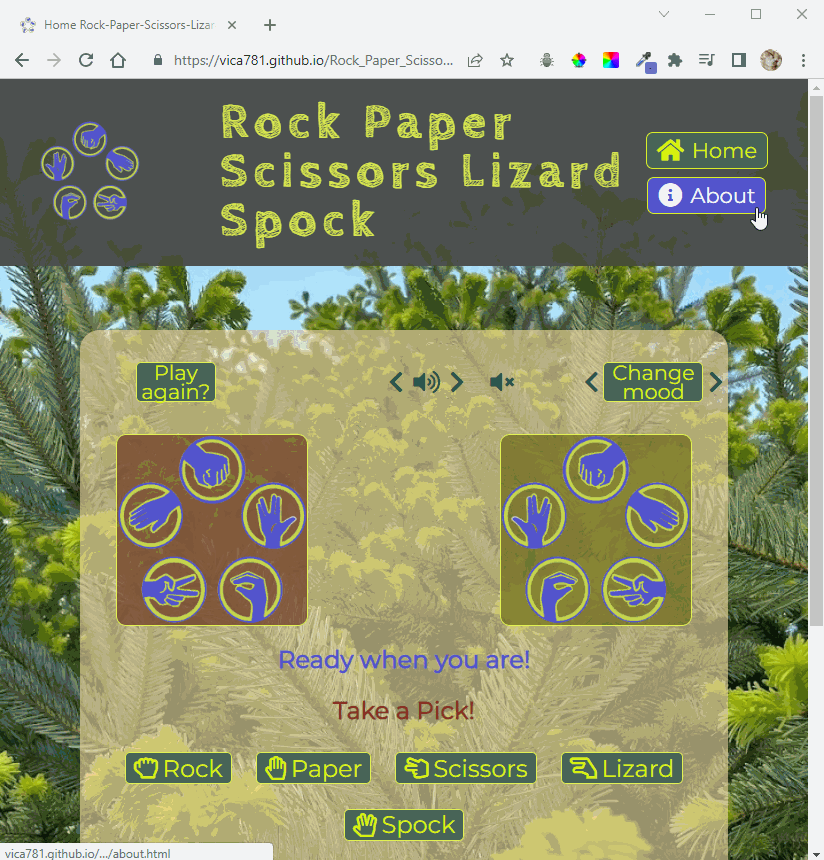 Home Rock-Paper-Scissors-Lizar
https://vica781.github.io/Rock_Paper_Scisso...
Rock Paper
Scissors Lizard
Spock
Home
About
Play
again?
Change
mood
Ready when you are!
Take a Pick!
Rock
Paper
Scissors
Lizard
Spock
vica781.github.io/.../about.html